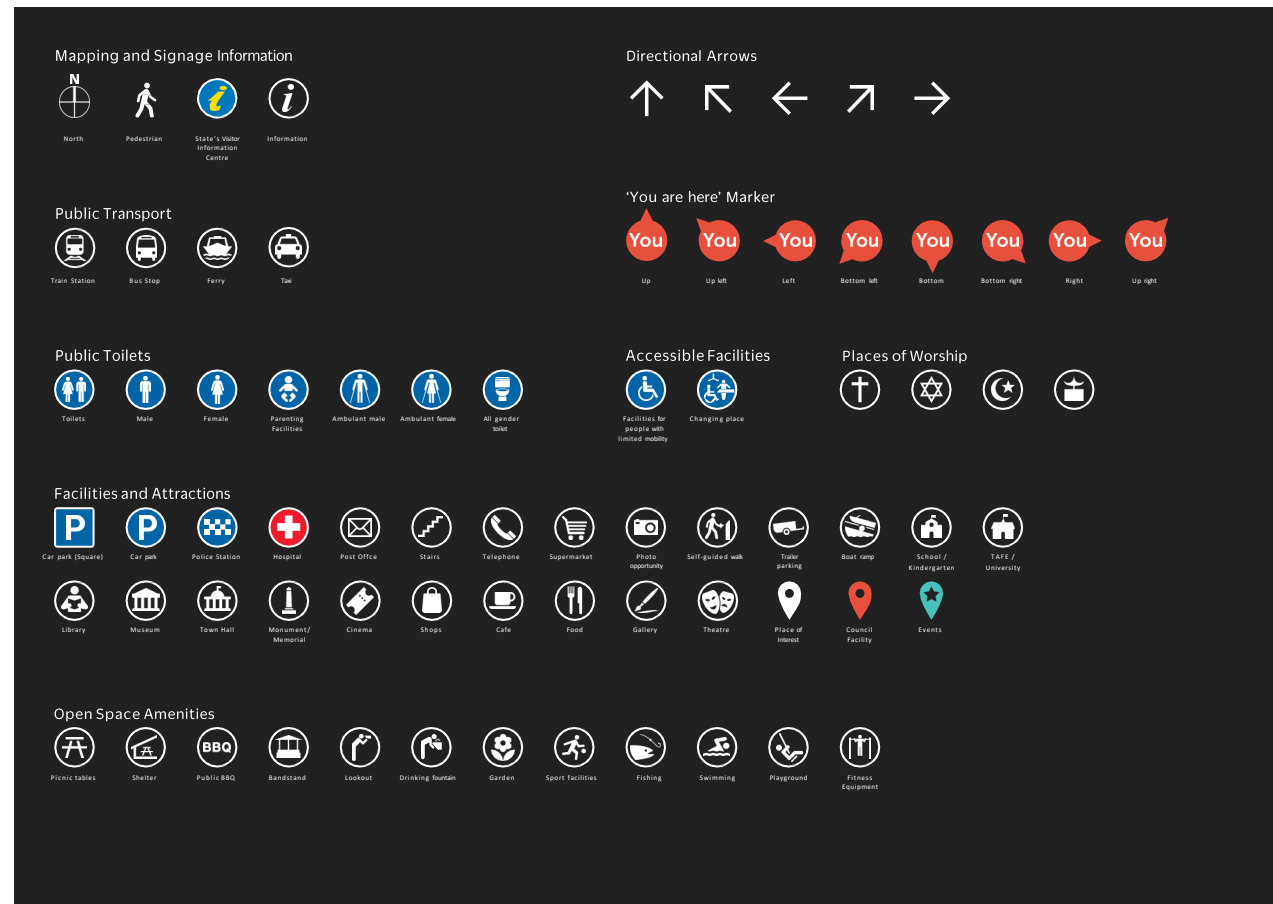 Mapping and Signage Information
N
North
Pedestrian
i
State's Visitor
Information
Centre
i
Information
Directional Arrows
Public Transport
Train Station
Bus Stop
Ferry
Taxi
‘You are here’ Marker
You
You
You
You
You
You
You
You
Up
Up left
Left
Bottom left
Bottom
Bottom right
Right
Up right
Public Toilets
Toilets
Male
Female
Parenting
Facilities
Ambulant male
Ambulant female
All gender
toilet
Accessible Facilities
Facilities for
people with
limited mobility
Changing place
Places of Worship
Facilities and Attractions
P
P
Car park (Square)
Car park
Police Station
Hospital
Post Offce
Stairs
Telephone
Supermarket
Photo
opportunity
Self-guided walk
Trailer
parking
Boat ramp
School /
Kindergarten
TAFE /
University
Library
Museum
Town Hall
Monument/
Memorial
Cinema
Shops
Cafe
Food
Gallery
Theatre
Place of
Interest
Council
Facility
Events
Open Space Amenities
BBQ
Picnic tables
Shelter
Public BBQ
Bandstand
Lookout
Drinking fountain
Garden
Sport facilities
Fishing
Swimming
Playground
Fitness
Equipment